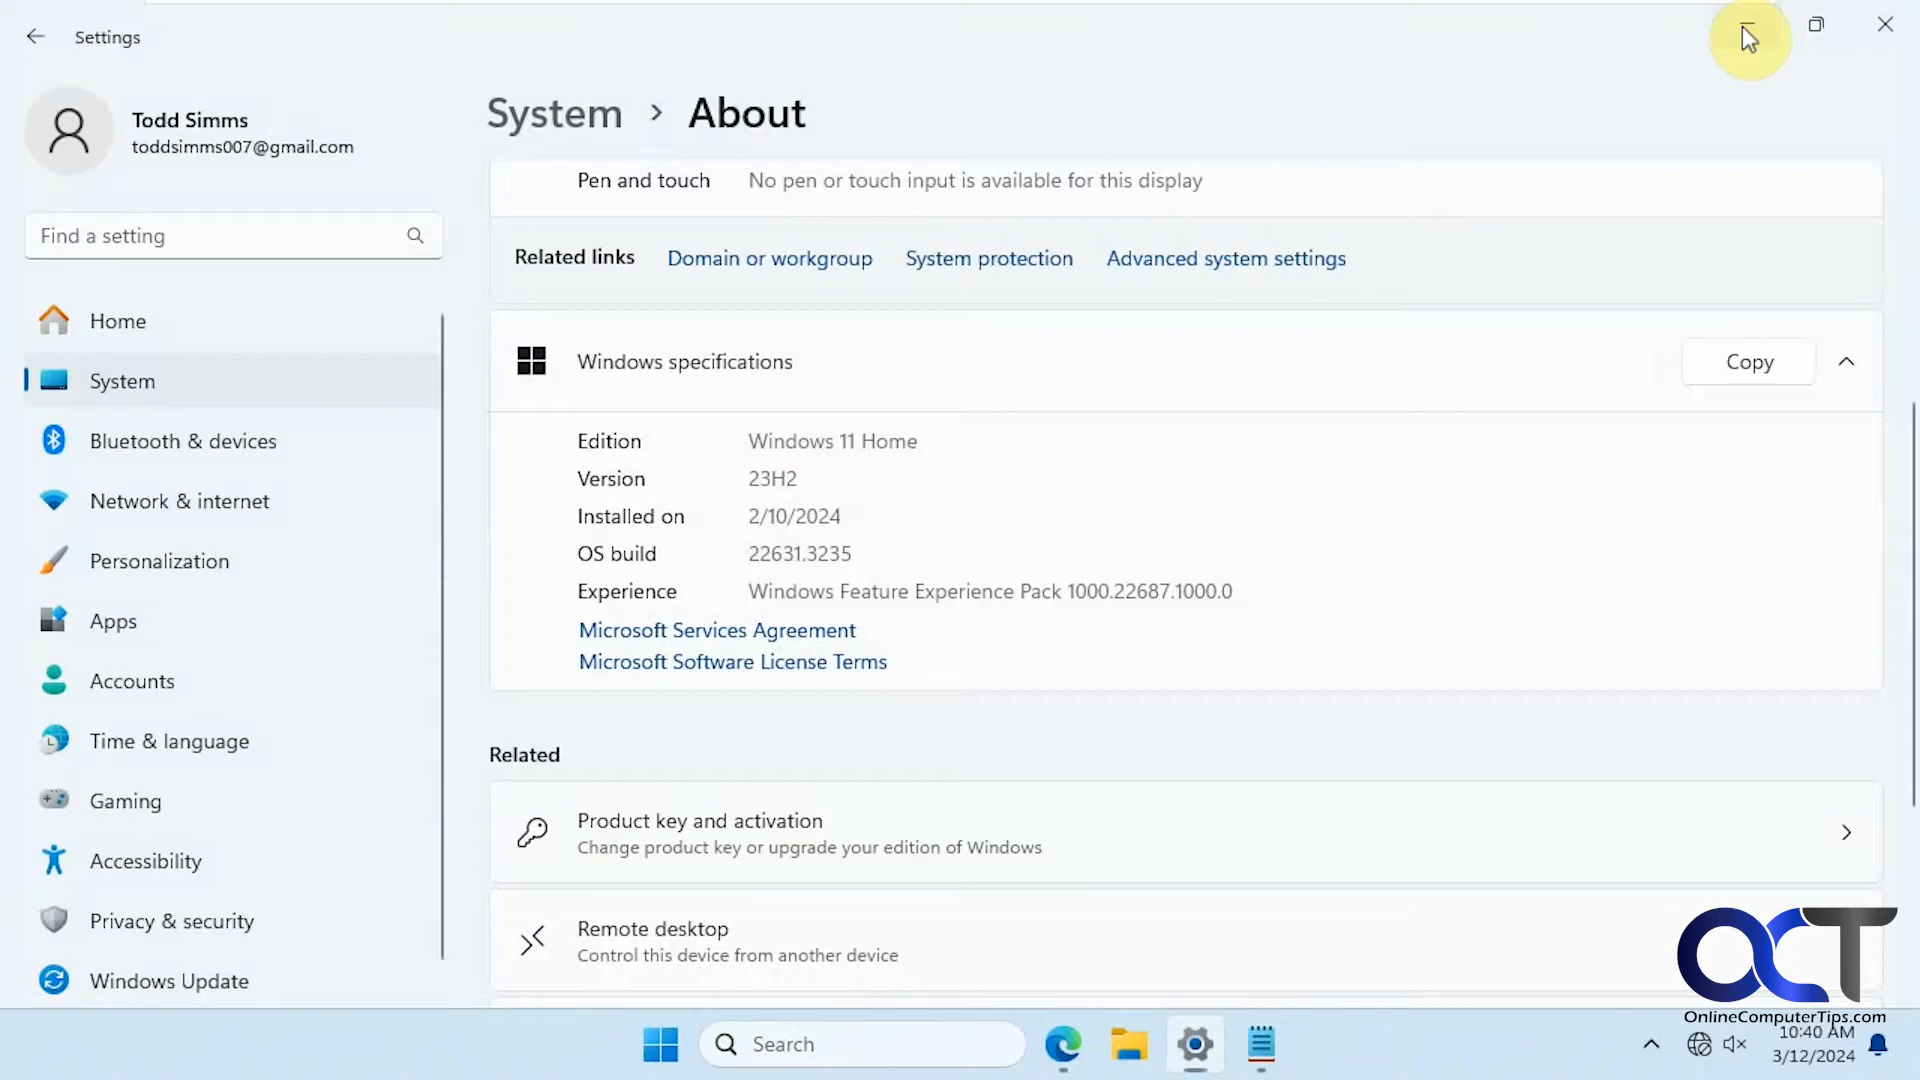 Settings
Todd Simms
toddsimms007@gmail.com
Find a setting
Home
System
Bluetooth & devices
Network & internet
Personalization
Apps
Accounts
Time & language
Gaming
Accessibility
Privacy & security
Windows Update
System > About
Pen and touch No pen or touch input is available for this display
Related links Domain or workgroup System protection Advanced system settings
Windows specifications Copy
Edition Windows 11 Home
Version 23H2
Installed on 2/10/2024
OS build 22631.3235
Experience Windows Feature Experience Pack 1000.22687.1000.0
Microsoft Services Agreement
Microsoft Software License Terms
Related
Product key and activation
Change product key or upgrade your edition of Windows
Remote desktop
Control this device from another device
OCT
OnlineComputerTips.com
Search
10:40 AM
3/12/2024